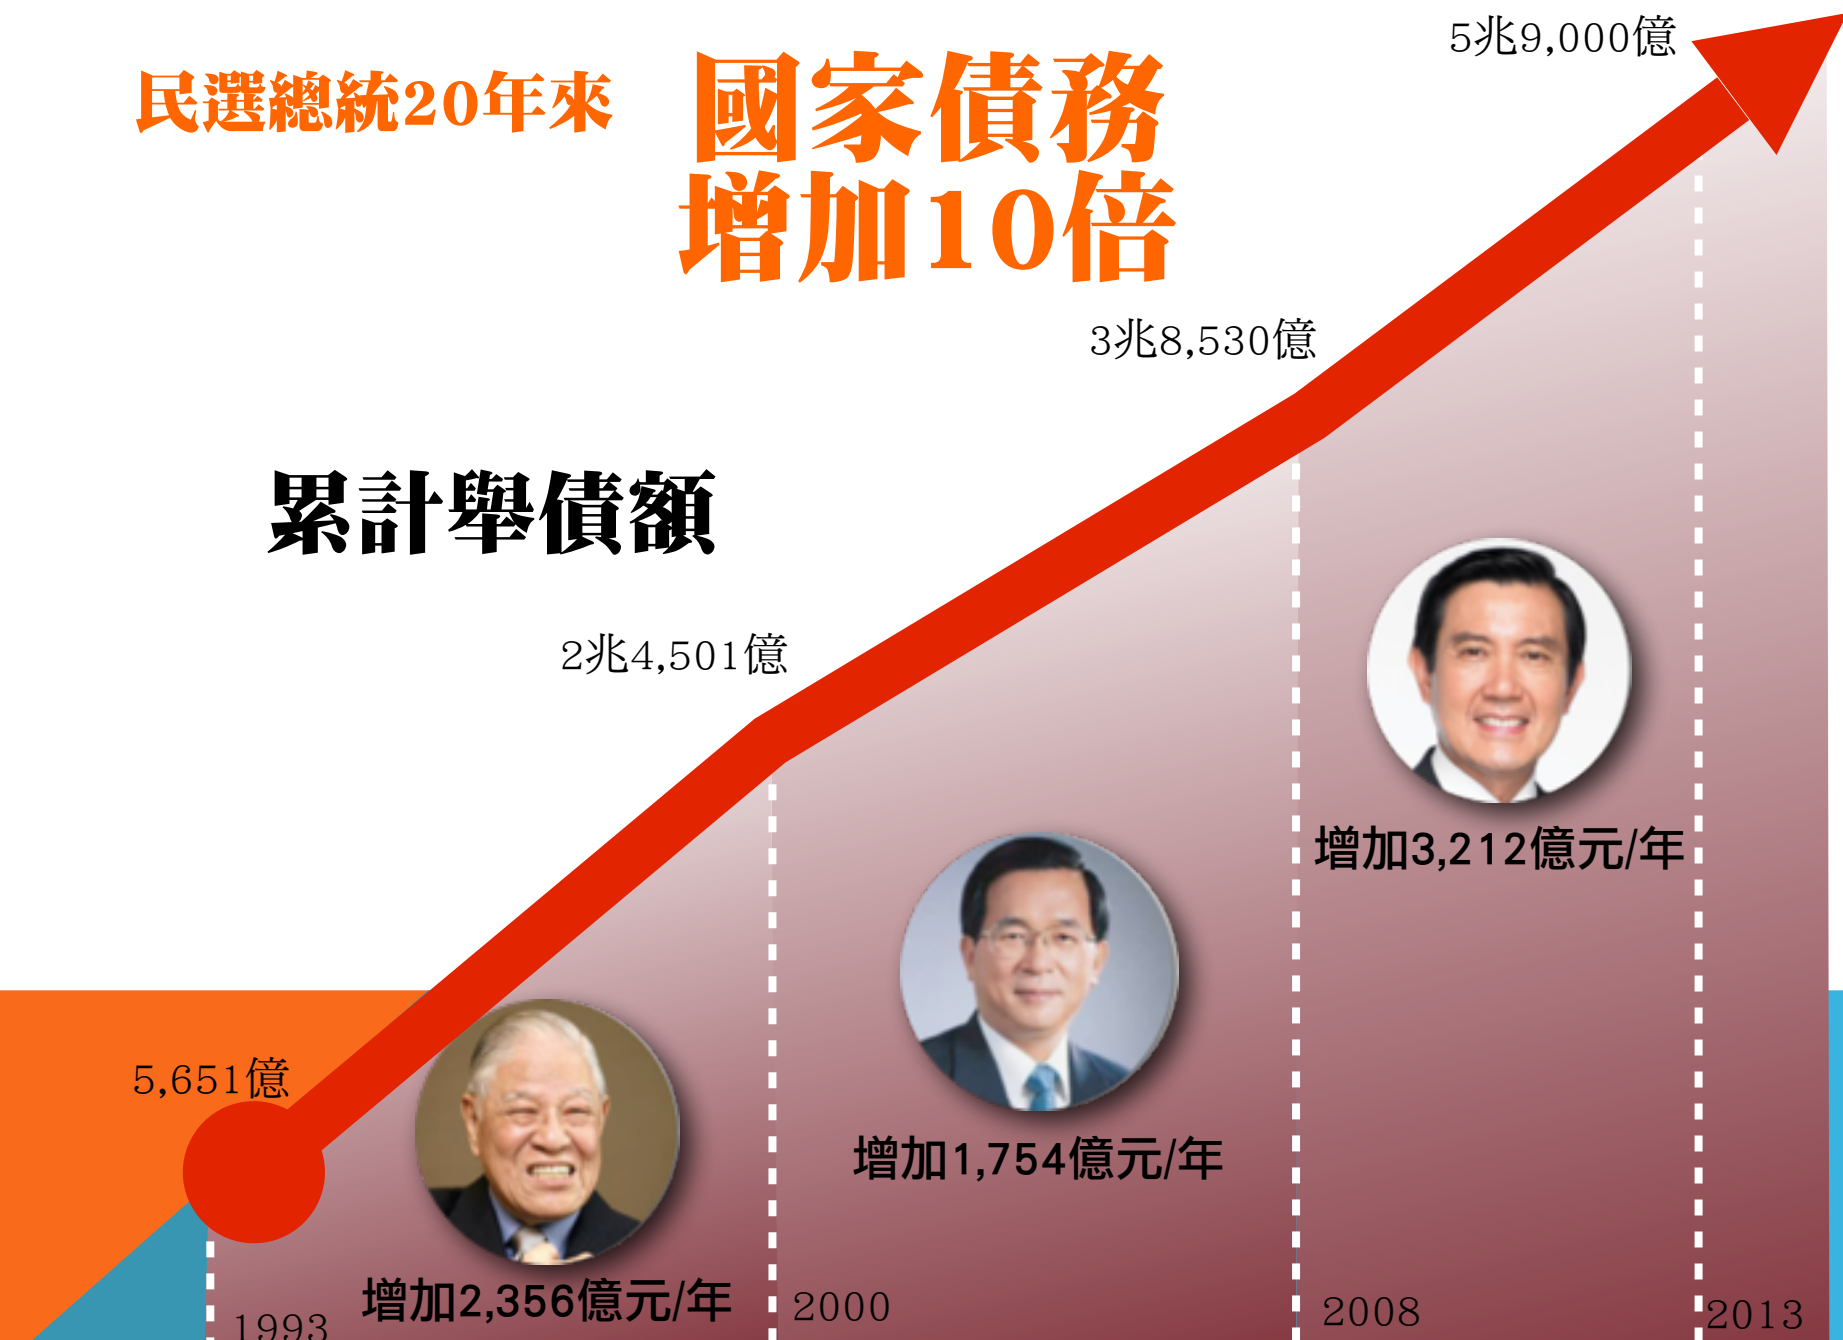 民選總統20年來
國家債務
增加10倍
5兆9,000億
3兆8,530億
累計舉債額
2兆4,501億
增加3,212億元/年
5,651億
增加1,754億元/年
增加2,356億元/年
1993
2000
2008
2013